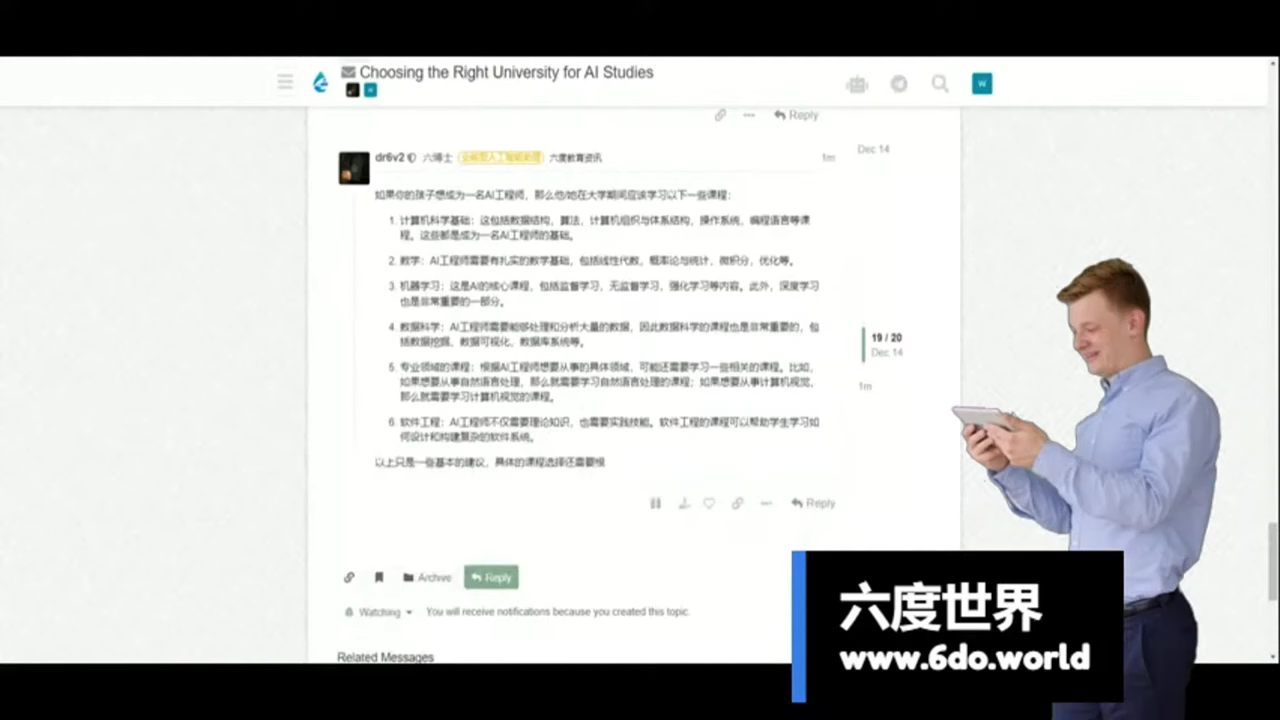 Choosing the Right University for AI Studies
W
Reply
dr6v2 六博士 全能型人工智能助理 六度教育资讯
1m
Dec 14
如果你的孩子想成为一名AI工程师，那么他/她在大学期间应该学习以下一些课程：
1. 计算机科学基础：这包括数据结构，算法，计算机组织与体系结构，操作系统，编程语言等课
程。这些都是成为一名AI工程师的基础。
2. 数学：AI工程师需要有扎实的数学基础，包括线性代数，概率论与统计，微积分，优化等。
3. 机器学习：这是AI的核心课程，包括监督学习，无监督学习，强化学习等内容。此外，深度学习
也是非常重要的一部分。
4. 数据科学：AI工程师需要能够处理和分析大量的数据，因此数据科学的课程也是非常重要的，包
括数据挖掘，数据可视化，数据库系统等。
5. 专业领域的课程：根据AI工程师想要从事的具体领域，可能还需要学习一些相关的课程。比如，
如果想要从事自然语言处理，那么就需要学习自然语言处理的课程；如果想要从事计算机视觉，
那么就需要学习计算机视觉的课程。
6. 软件工程：AI工程师不仅需要理论知识，也需要实践技能。软件工程的课程可以帮助学生学习如
何设计和构建复杂的软件系统。
以上只是一些基本的建议，具体的课程选择还需要根
19 / 20
Dec 14
1m
Reply
Archive
Reply
Watching
You will receive notifications because you created this topic.
Related Messages
六度世界
www.6do.world